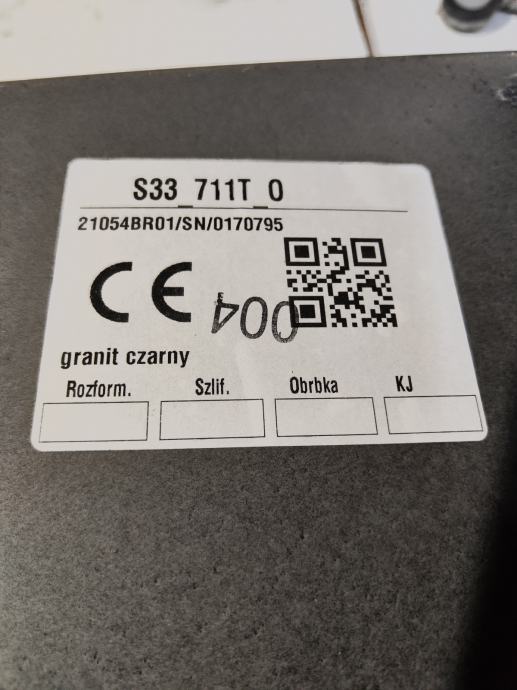 S33_711T_0
21054BR01/SN/0170795
CE
004
granit czarny
Rozform. Szlif. Obrbka KJ